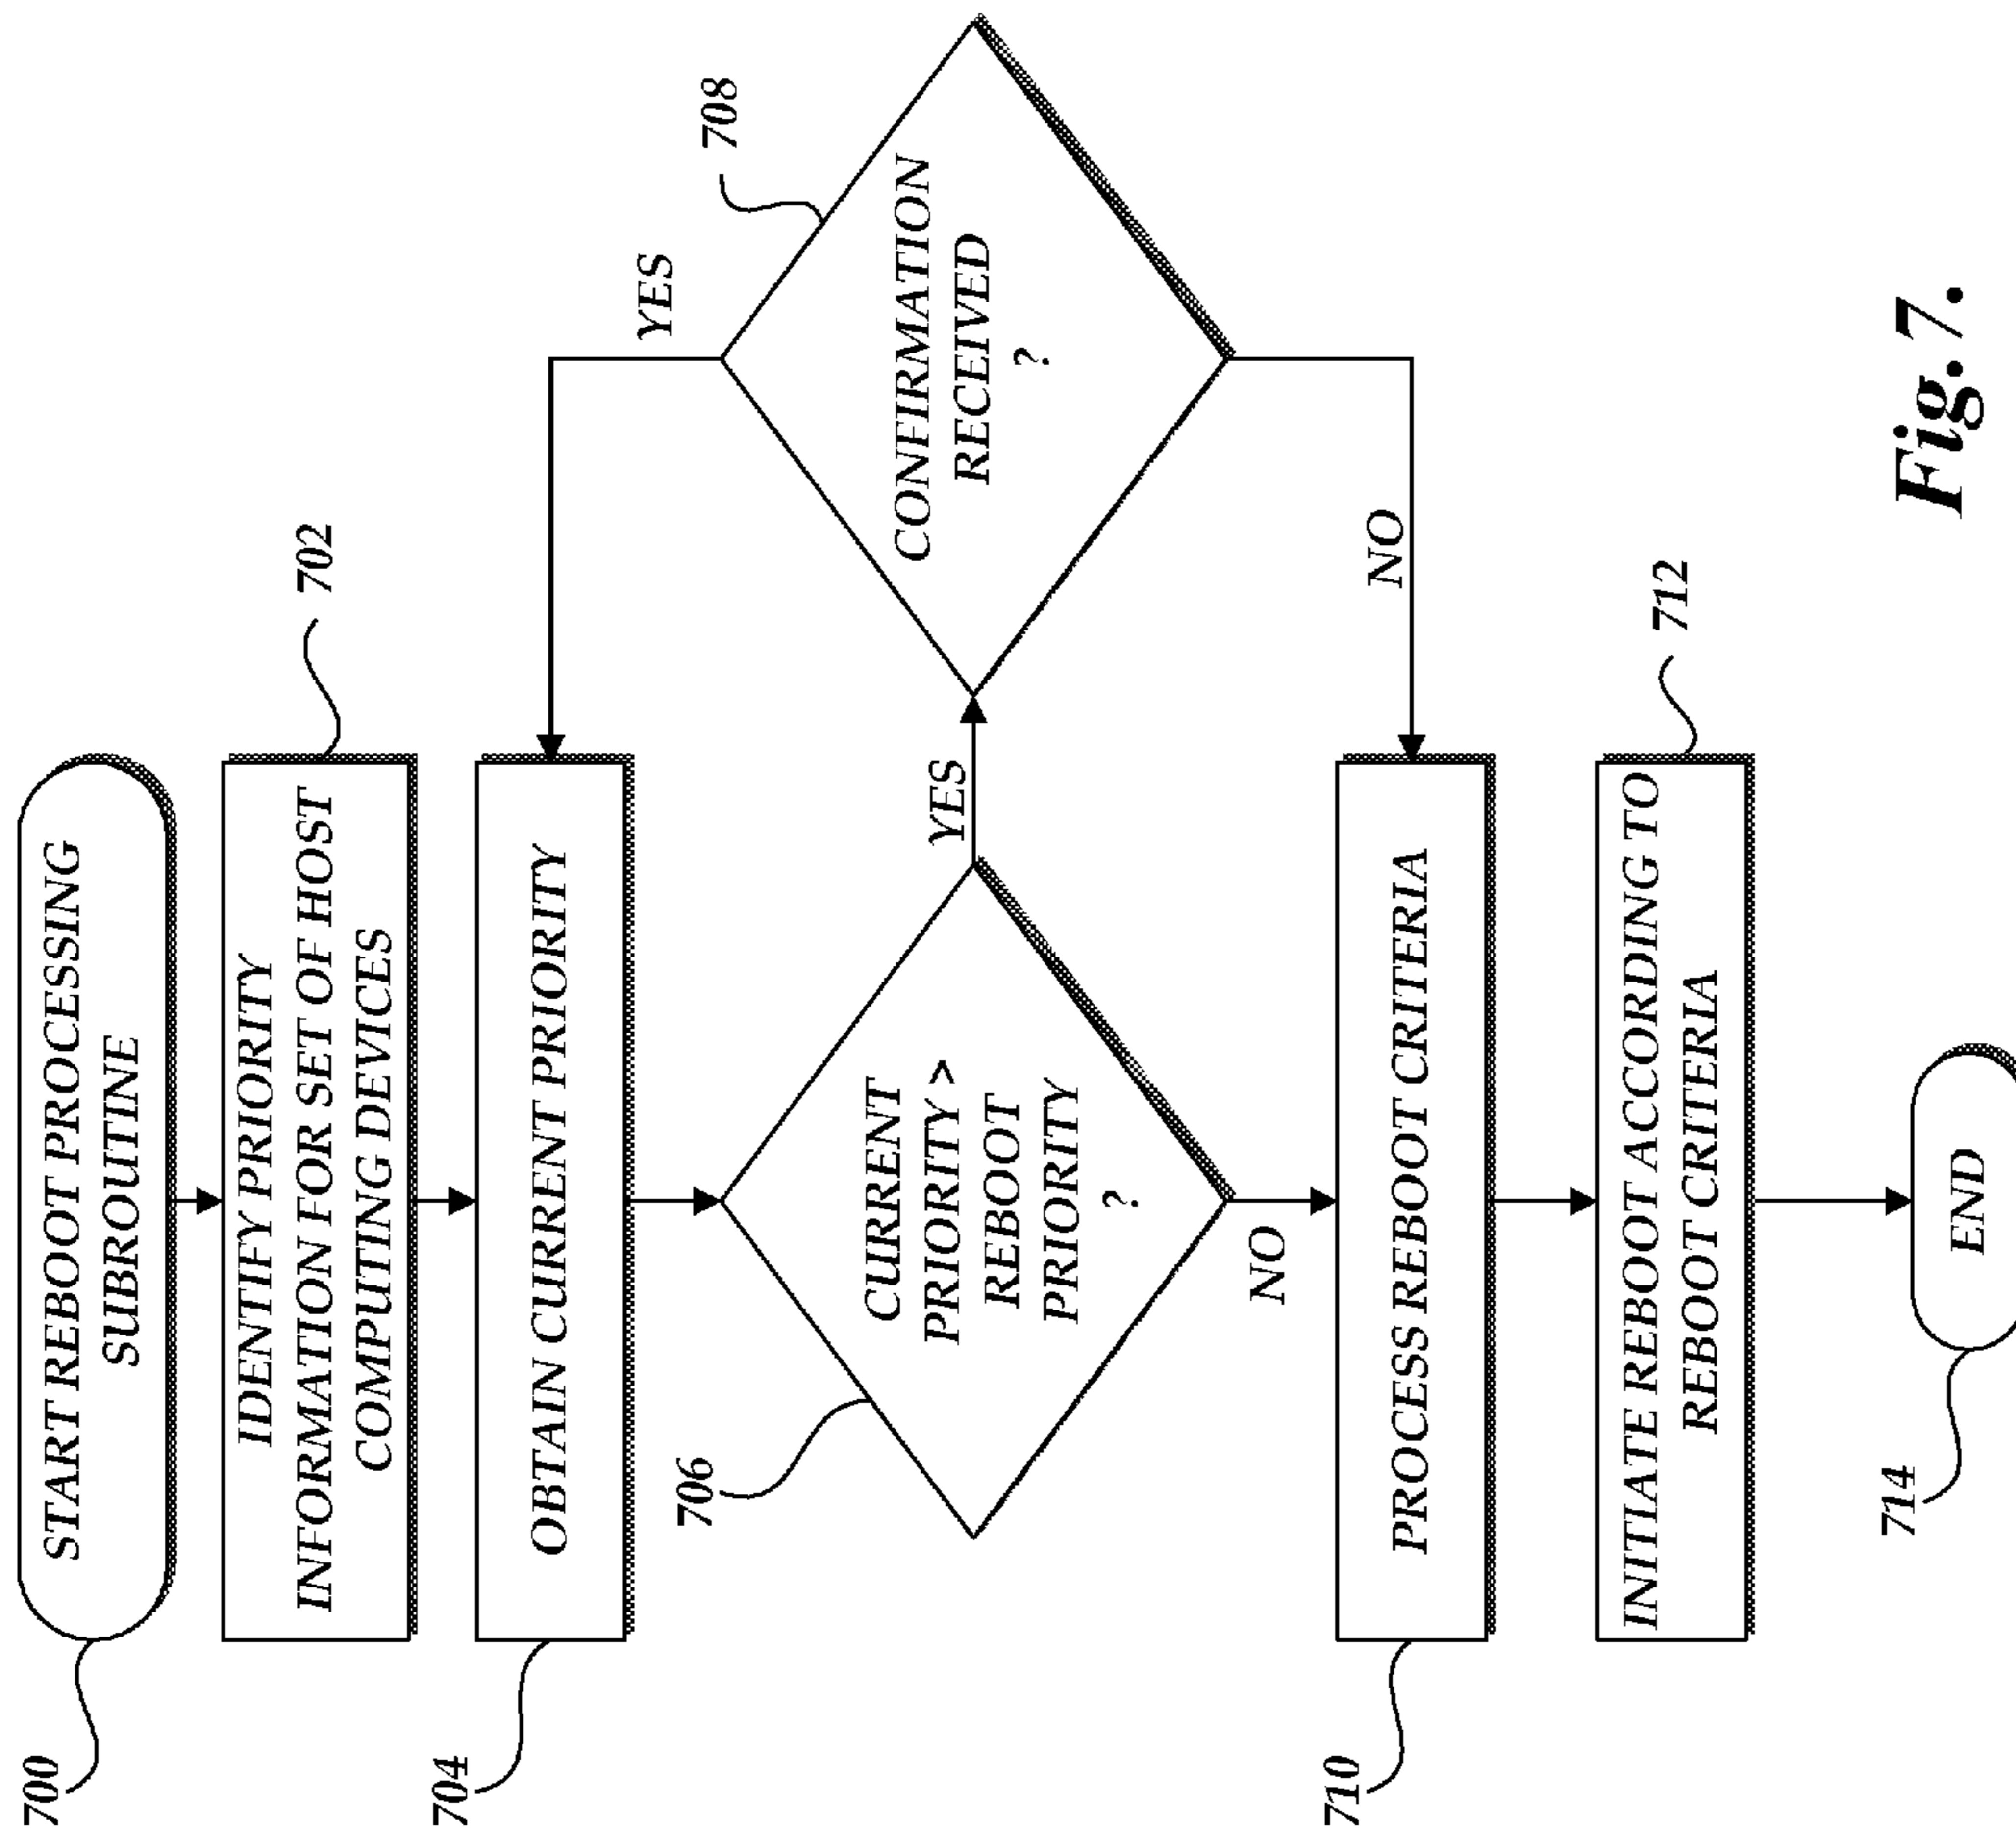 700
START REBOOT PROCESSING
SUBROUTINE
702
IDENTIFY PRIORITY
INFORMATION FOR SET OF HOST
COMPUTING DEVICES
704
OBTAIN CURRENT PRIORITY
706
CURRENT
PRIORITY >
REBOOT
PRIORITY
?
YES
NO
708
CONFIRMATION
RECEIVED
?
YES
NO
710
PROCESS REBOOT CRITERIA
712
INITIATE REBOOT ACCORDING TO
REBOOT CRITERIA
714
END
Fig. 7.